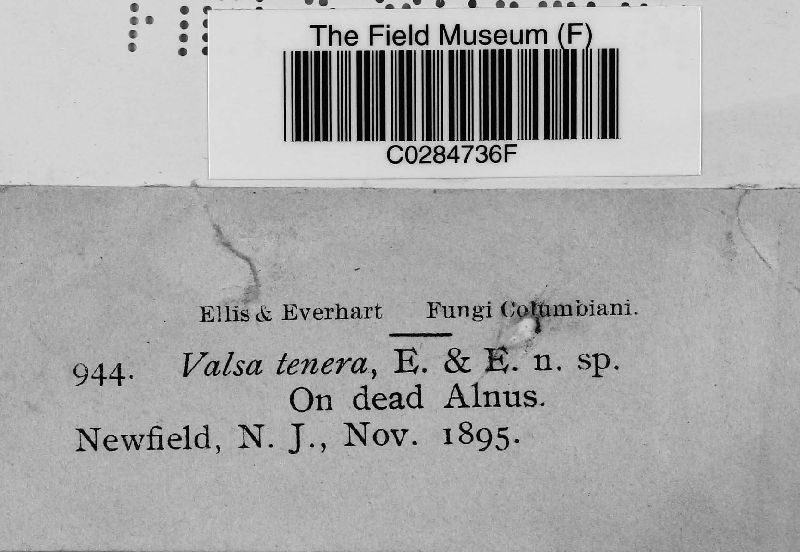 The Field Museum (F)
C0284736F
Ellis & Everhart Fungi Columbiani.
944. Valsa tenera, E. & E. n. sp.
On dead Alnus.
Newfield, N. J., Nov. 1895.